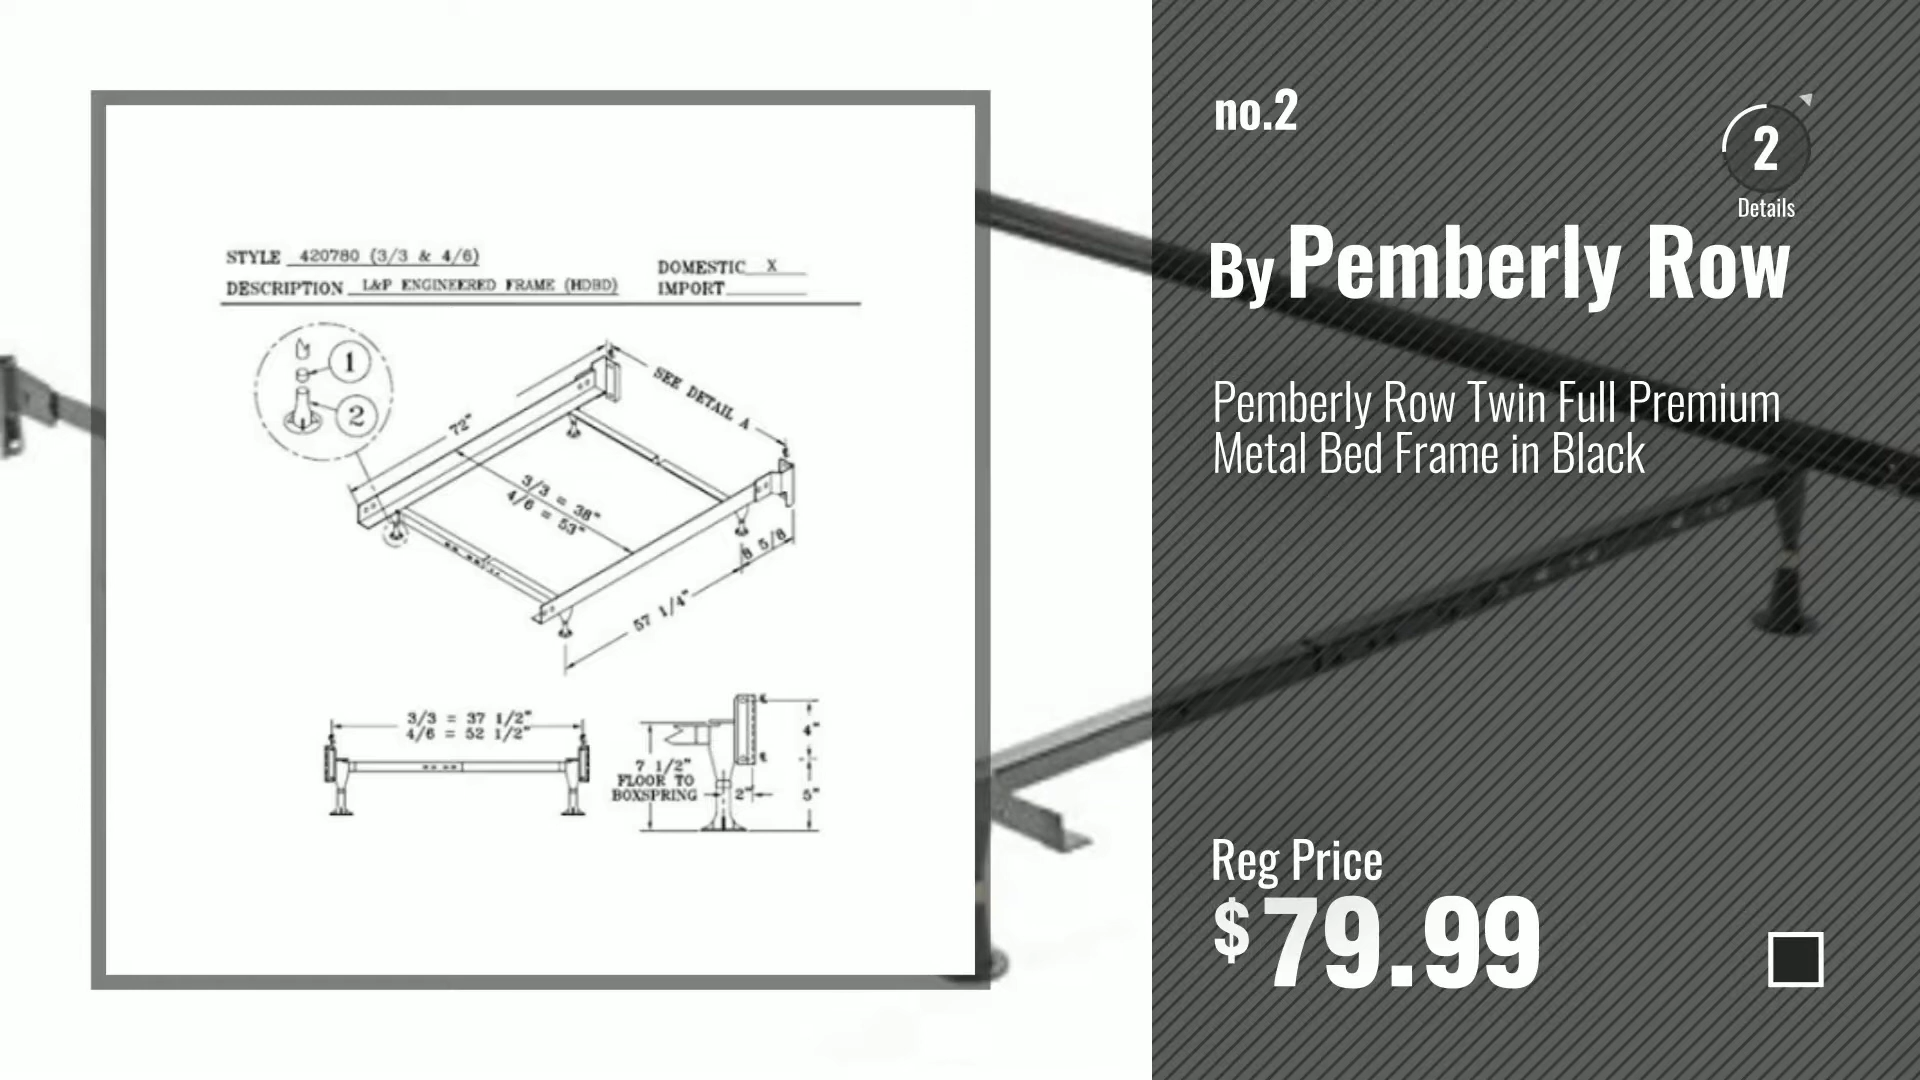 STYLE 420780 (3/3 & 4/6)
DOMESTIC X
DESCRIPTION L&P ENGINEERED FRAME (HDBD)
IMPORT
1
2
72"
SEE DETAIL A
3/3 = 38"
4/6 = 53"
8 5/8
57 1/4"
3/3 = 37 1/2"
4/6 = 52 1/2"
7 1/2"
FLOOR TO
BOXSPRING
2"
4"
5"
no.2
2
Details
By Pemberly Row
Pemberly Row Twin Full Premium
Metal Bed Frame in Black
Reg Price
$79.99